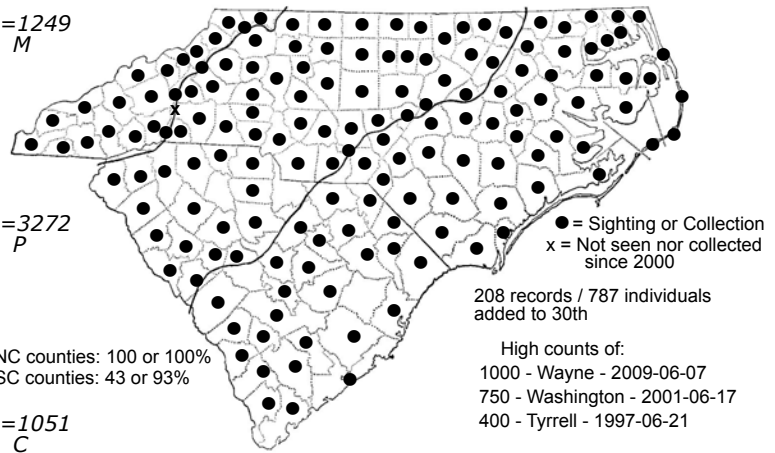 =1249
M
x
=3272
P
● = Sighting or Collection
x = Not seen nor collected
since 2000
208 records / 787 individuals
added to 30th
NC counties: 100 or 100%
SC counties: 43 or 93%
High counts of:
1000 - Wayne - 2009-06-07
750 - Washington - 2001-06-17
400 - Tyrrell - 1997-06-21
=1051
C